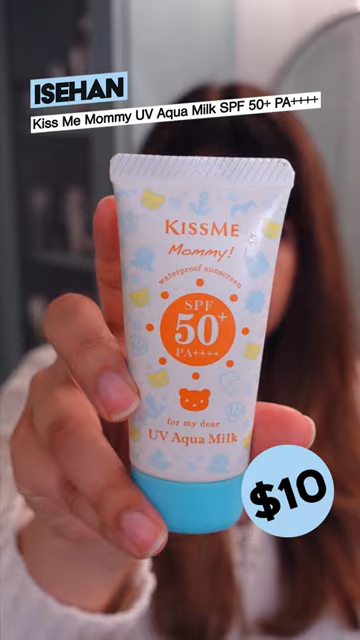 ISEHAN
Kiss Me Mommy UV Aqua Milk SPF 50+ PA++++
KISSME
Mommy!
waterproof sunscreen
SPF
50+
PA++++
for my dear
UV Aqua Milk
$10